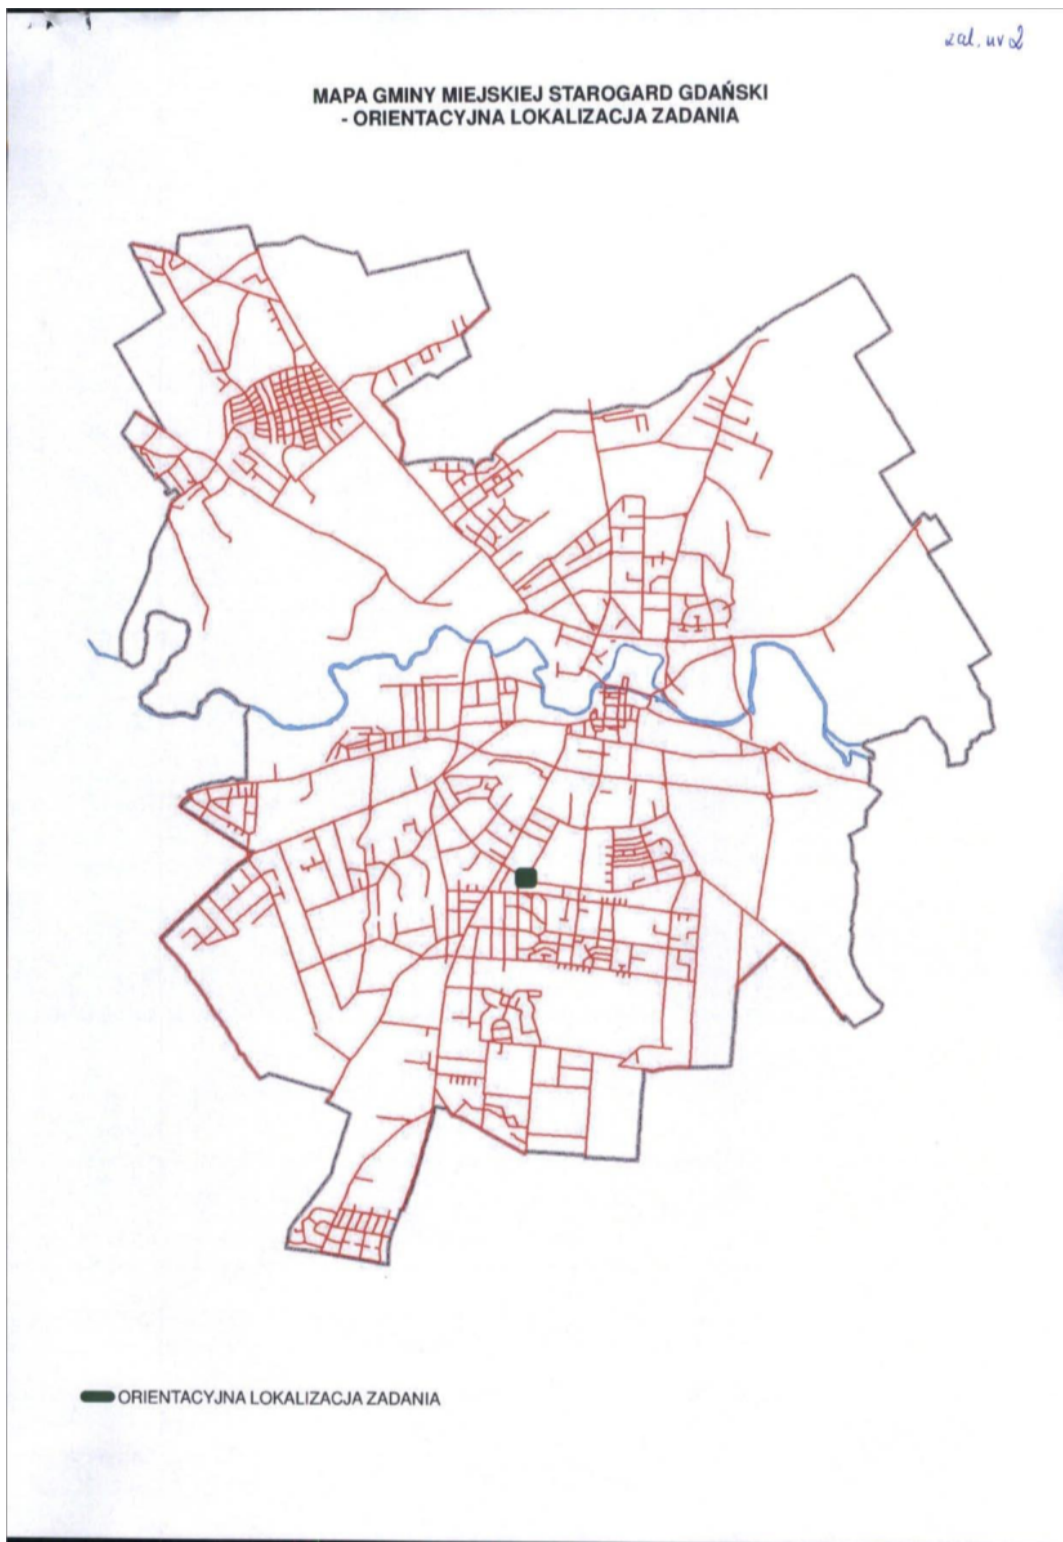 zał. nr 2
MAPA GMINY MIEJSKIEJ STAROGARD GDAŃSKI
- ORIENTACYJNA LOKALIZACJA ZADANIA
ORIENTACYJNA LOKALIZACJA ZADANIA